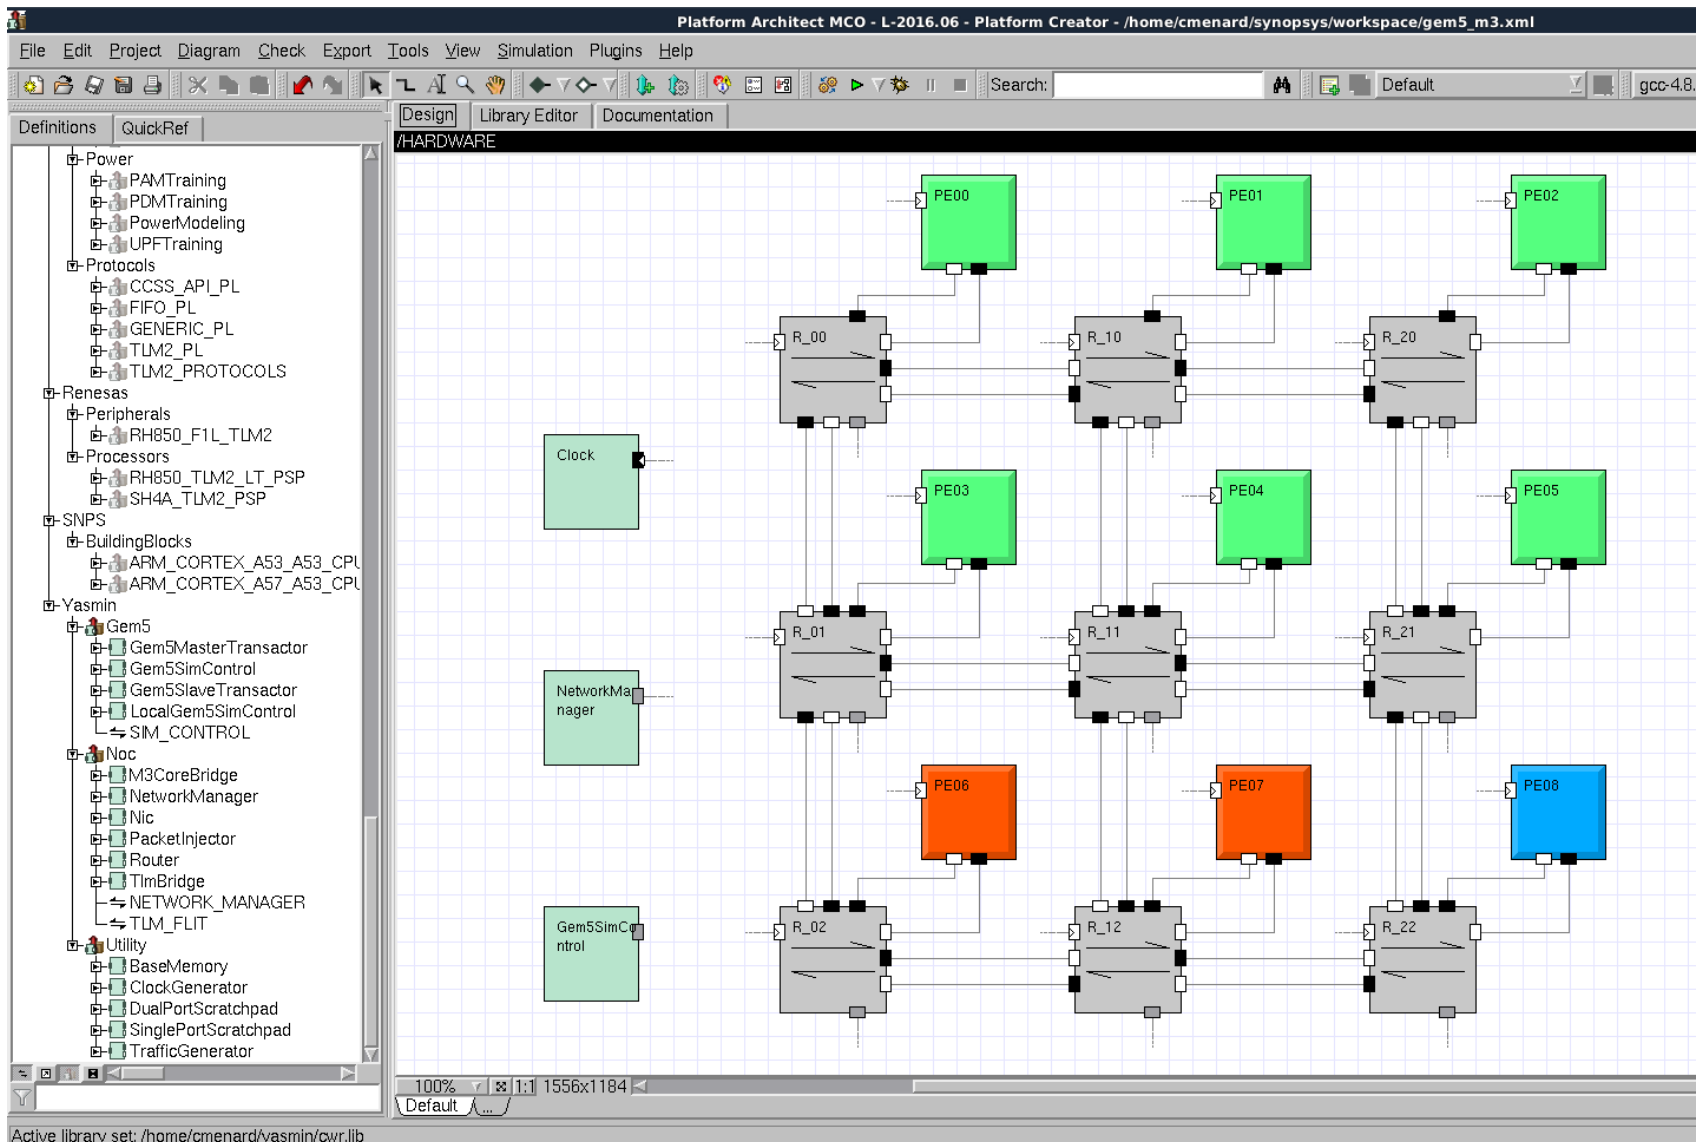 Platform Architect MCO - L-2016.06 - Platform Creator - /home/cmenard/synopsys/workspace/gem5_m3.xml
File Edit Project Diagram Check Export Tools View Simulation Plugins Help
Search: Default gcc-4.8.
Definitions QuickRef
Design Library Editor Documentation
/HARDWARE
Power
PAMTraining
PDMTraining
PowerModeling
UPFTraining
Protocols
CCSS_API_PL
FIFO_PL
GENERIC_PL
TLM2_PL
TLM2_PROTOCOLS
Renesas
Peripherals
RH850_F1L_TLM2
Processors
RH850_TLM2_LT_PSP
SH4A_TLM2_PSP
SNPS
BuildingBlocks
ARM_CORTEX_A53_A53_CPU
ARM_CORTEX_A57_A53_CPU
Yasmin
Gem5
Gem5MasterTransactor
Gem5SimControl
Gem5SlaveTransactor
LocalGem5SimControl
SIM_CONTROL
Noc
M3CoreBridge
NetworkManager
Nic
PacketInjector
Router
TlmBridge
NETWORK_MANAGER
TLM_FLIT
Utility
BaseMemory
ClockGenerator
DualPortScratchpad
SinglePortScratchpad
TrafficGenerator
PE00 PE01 PE02
R_00 R_10 R_20
Clock
PE03 PE04 PE05
R_01 R_11 R_21
NetworkMa
nager
PE06 PE07 PE08
R_02 R_12 R_22
Gem5SimCo
ntrol
100% 1:1 1556x1184
Default ...
Active library set: /home/cmenard/yasmin/cwr.lib